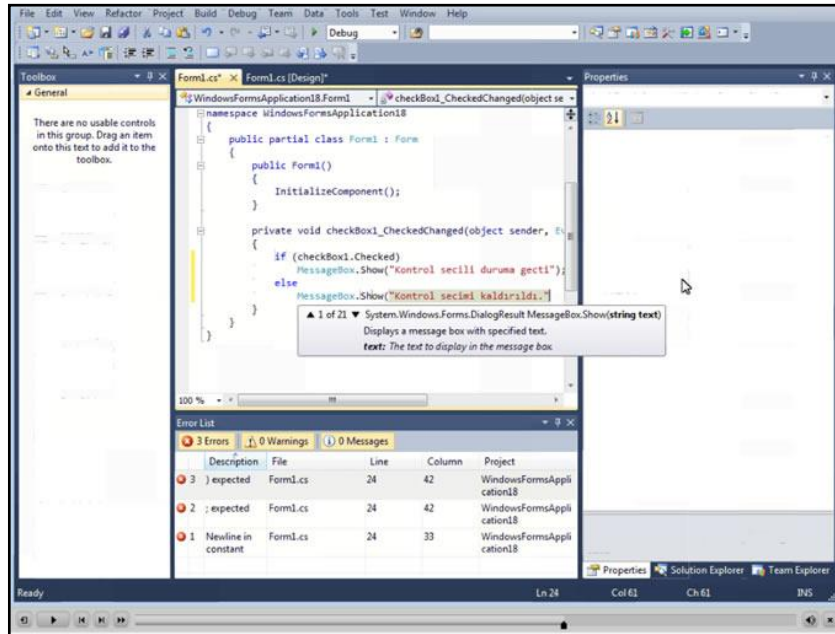 File Edit View Refactor Project Build Debug Team Data Tools Test Window Help
Debug
Toolbox
General
There are no usable controls
in this group. Drag an item
onto this text to add it to the
toolbox.
Form1.cs* Form1.cs [Design]*
WindowsFormsApplication18.Form1 checkBox1_CheckedChanged(object se
namespace WindowsFormsApplication18
{
public partial class Form1 : Form
{
public Form1()
{
InitializeComponent();
}
private void checkBox1_CheckedChanged(object sender, Ev
{
if (checkBox1.Checked)
MessageBox.Show("Kontrol secili duruma gecti");
else
MessageBox.Show("Kontrol secimi kaldırıldı."
}
}
}
▲ 1 of 21 ▼ System.Windows.Forms.DialogResult MessageBox.Show(string text)
Displays a message box with specified text.
text: The text to display in the message box.
100 %
Error List
3 Errors 0 Warnings 0 Messages
Description File Line Column Project
3 ) expected Form1.cs 24 42 WindowsFormsAppli
cation18
2 ; expected Form1.cs 24 42 WindowsFormsAppli
cation18
1 Newline in Form1.cs 24 33 WindowsFormsAppli
constant cation18
Properties
Properties Solution Explorer Team Explorer
Ready Ln 24 Col 61 Ch 61 INS